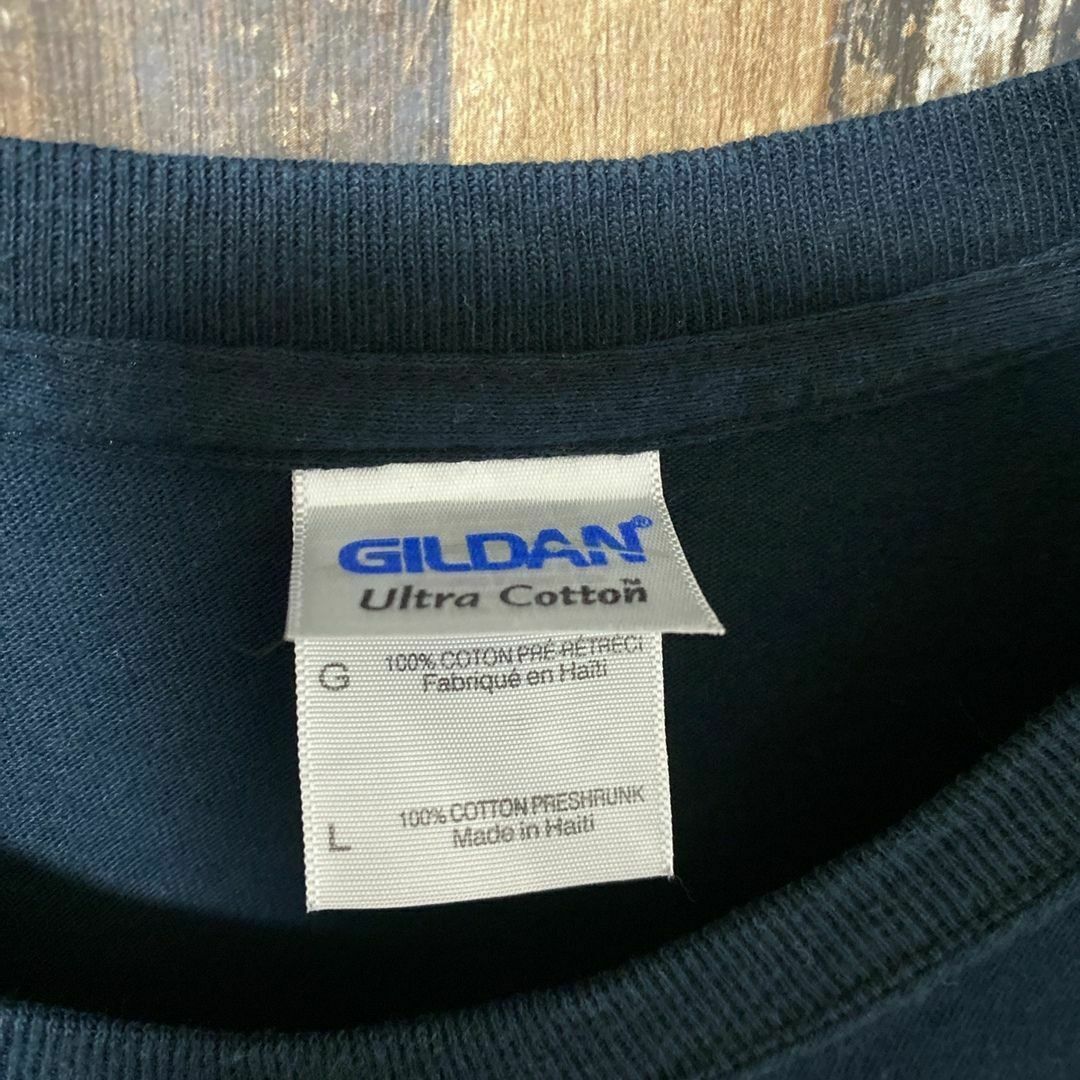 GILDAN®
Ultra Cotton™
G 100% COTON PRÉ-RÉTRÉCI
Fabriqué en Haïti
L 100% COTTON PRESHRUNK
Made in Haiti